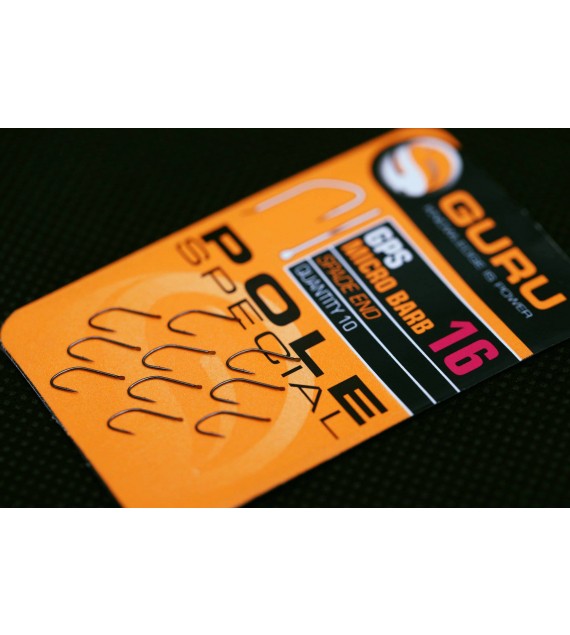 GURU
KNOWLEDGE IS POWER
GPS
MICRO BARB
SPADE END
QUANTITY 10
16
POLE
SPECIAL